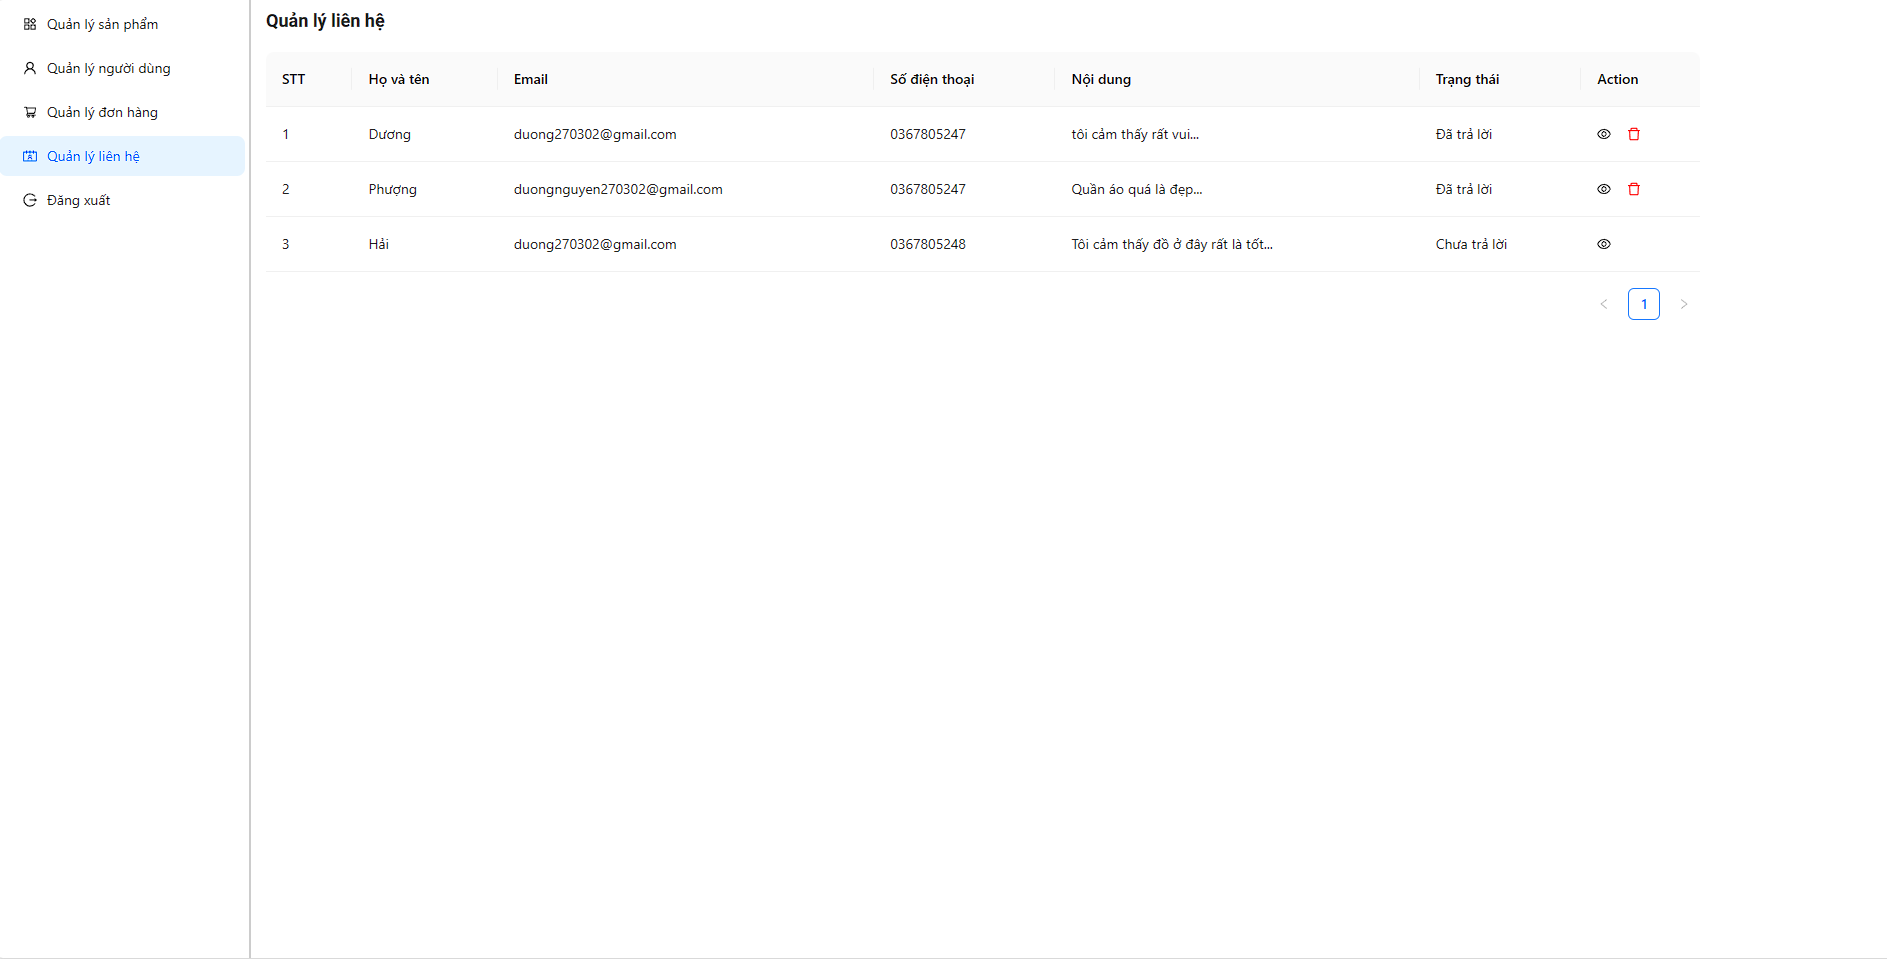 Quản lý sản phẩm
Quản lý người dùng
Quản lý đơn hàng
Quản lý liên hệ
Đăng xuất
Quản lý liên hệ
STT Họ và tên Email Số điện thoại Nội dung Trạng thái Action
1 Dương duong270302@gmail.com 0367805247 tôi cảm thấy rất vui... Đã trả lời
2 Phượng duongnguyen270302@gmail.com 0367805247 Quần áo quá là đẹp... Đã trả lời
3 Hải duong270302@gmail.com 0367805248 Tôi cảm thấy đồ ở đây rất là tốt... Chưa trả lời
1